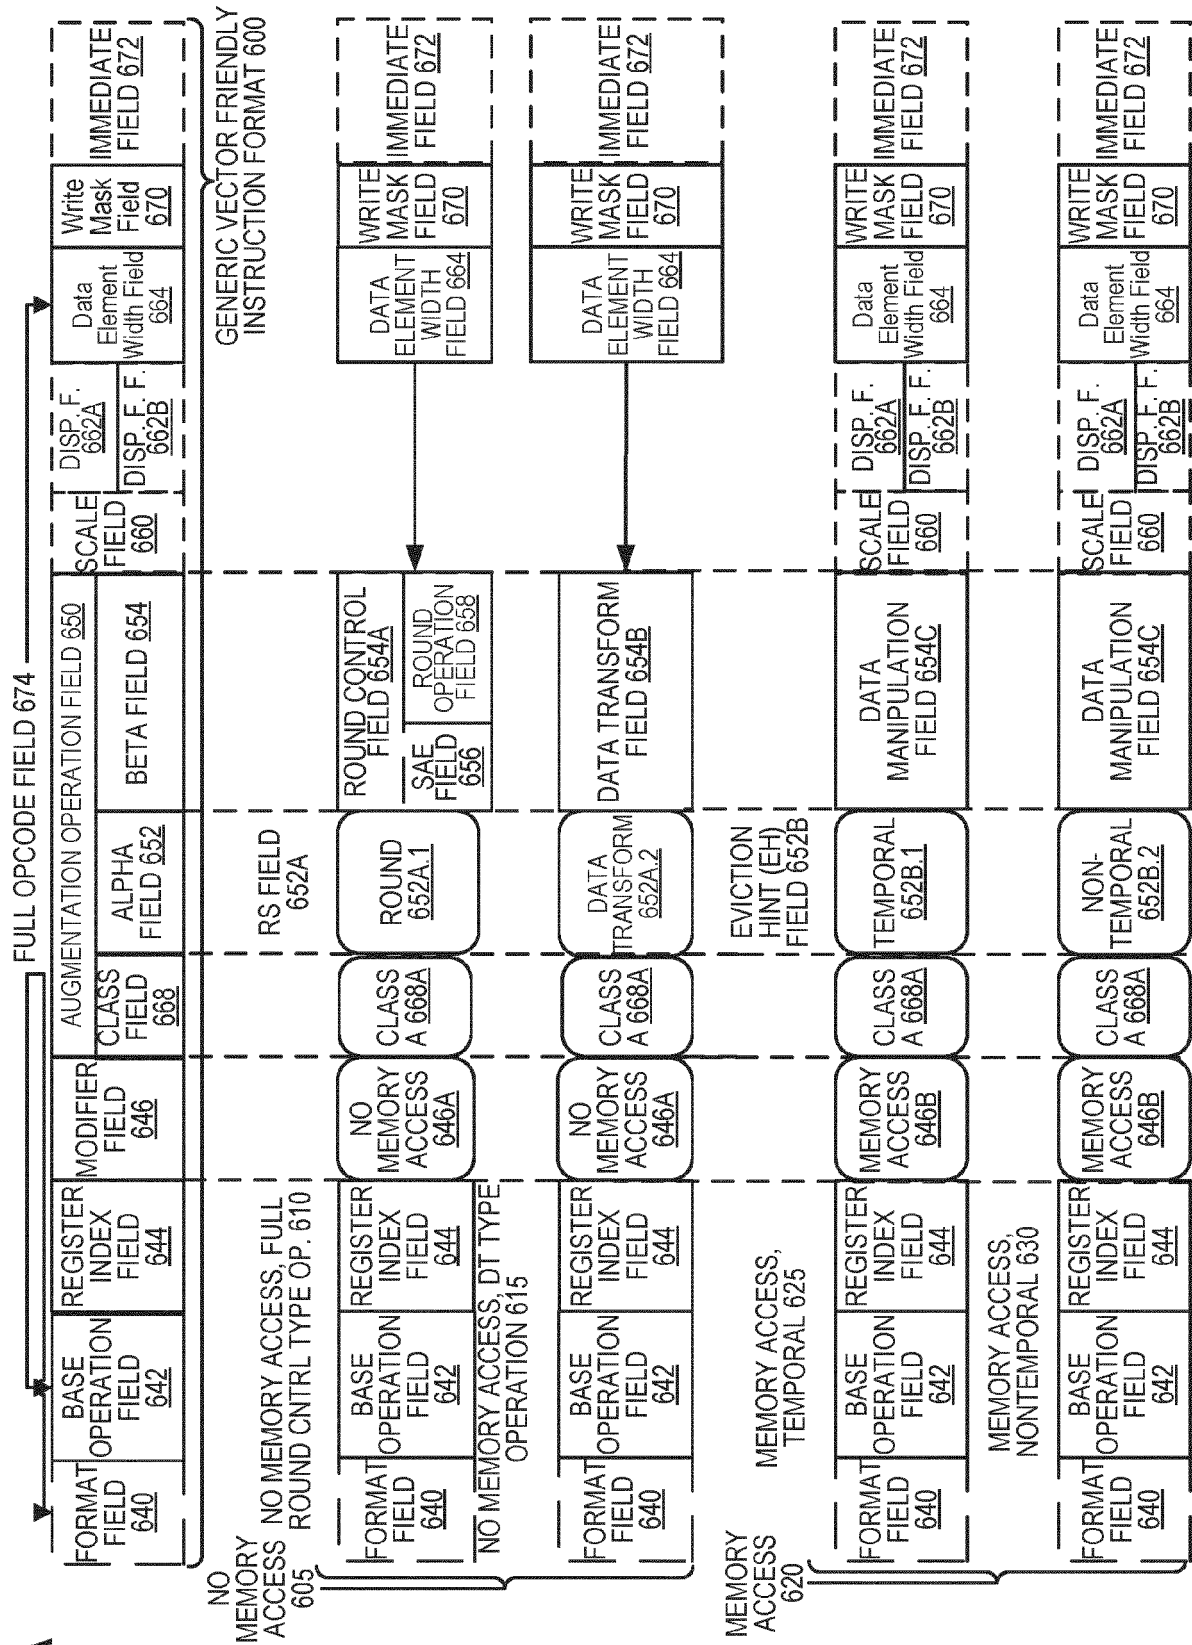 FULL OPCODE FIELD 674
FORMAT
FIELD
640
BASE
OPERATION
FIELD
642
REGISTER
INDEX
FIELD
644
MODIFIER
FIELD
646
AUGMENTATION OPERATION FIELD 650
CLASS
FIELD
668
ALPHA
FIELD 652
BETA FIELD 654
SCALE
FIELD
660
DISP. F.
662A
DISP. F. F.
662B
Data
Element
Width Field
664
Write
Mask
Field
670
IMMEDIATE
FIELD 672
GENERIC VECTOR FRIENDLY
INSTRUCTION FORMAT 600
NO
MEMORY
ACCESS
605
NO MEMORY ACCESS, FULL
ROUND CNTRL TYPE OP. 610
RS FIELD
652A
FORMAT
FIELD
640
BASE
OPERATION
FIELD
642
REGISTER
INDEX
FIELD
644
NO
MEMORY
ACCESS
646A
CLASS
A 668A
ROUND
652A.1
ROUND CONTROL
FIELD 654A
SAE
FIELD
656
ROUND
OPERATION
FIELD 658
DATA
ELEMENT
WIDTH
FIELD 664
WRITE
MASK
FIELD
670
IMMEDIATE
FIELD 672
NO MEMORY ACCESS, DT TYPE
OPERATION 615
FORMAT
FIELD
640
BASE
OPERATION
FIELD
642
REGISTER
INDEX
FIELD
644
NO
MEMORY
ACCESS
646A
CLASS
A 668A
DATA
TRANSFORM
652A.2
DATA TRANSFORM
FIELD 654B
DATA
ELEMENT
WIDTH
FIELD 664
WRITE
MASK
FIELD
670
IMMEDIATE
FIELD 672
MEMORY
ACCESS
620
MEMORY ACCESS,
TEMPORAL 625
EVICTION
HINT (EH)
FIELD 652B
FORMAT
FIELD
640
BASE
OPERATION
FIELD
642
REGISTER
INDEX
FIELD
644
MEMORY
ACCESS
646B
CLASS
A 668A
TEMPORAL
652B.1
DATA
MANIPULATION
FIELD 654C
SCALE
FIELD
660
DISP. F.
662A
DISP. F. F.
662B
Data
Element
Width Field
664
WRITE
MASK
FIELD
670
IMMEDIATE
FIELD 672
MEMORY ACCESS,
NONTEMPORAL 630
FORMAT
FIELD
640
BASE
OPERATION
FIELD
642
REGISTER
INDEX
FIELD
644
MEMORY
ACCESS
646B
CLASS
A 668A
NON-
TEMPORAL
652B.2
DATA
MANIPULATION
FIELD 654C
SCALE
FIELD
660
DISP. F.
662A
DISP. F. F.
662B
Data
Element
Width Field
664
WRITE
MASK
FIELD
670
IMMEDIATE
FIELD 672